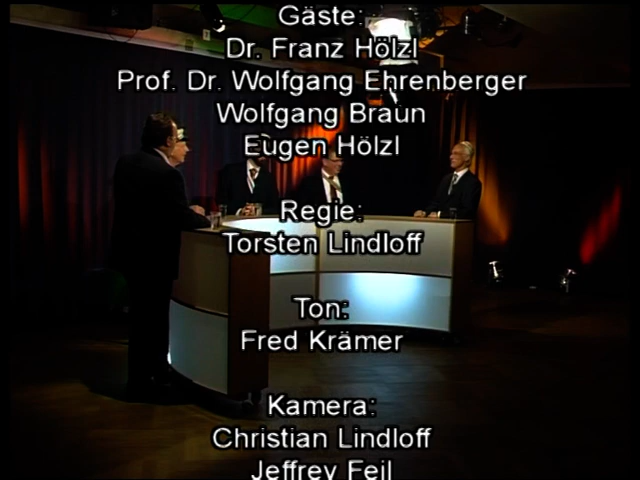 Gäste:
Dr. Franz Hölzl
Prof. Dr. Wolfgang Ehrenberger
Wolfgang Braun
Eugen Hölzl
Regie:
Torsten Lindloff
Ton:
Fred Krämer
Kamera:
Christian Lindloff
Jeffrey Feil